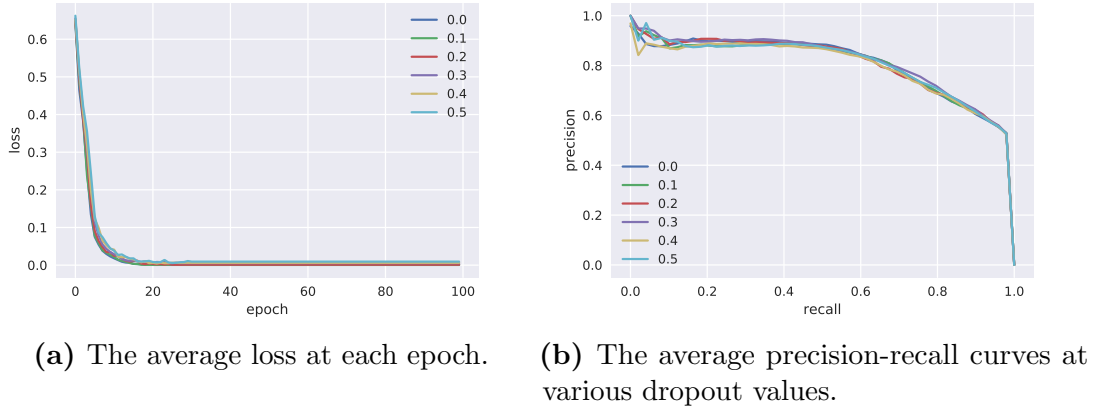 0.6
0.5
0.4
0.3
0.2
0.1
0.0
loss
0.0
0.1
0.2
0.3
0.4
0.5
0 20 40 60 80 100
epoch
1.0
0.8
0.6
0.4
0.2
0.0
precision
0.0
0.1
0.2
0.3
0.4
0.5
0.0 0.2 0.4 0.6 0.8 1.0
recall
(a) The average loss at each epoch.
(b) The average precision-recall curves at
various dropout values.